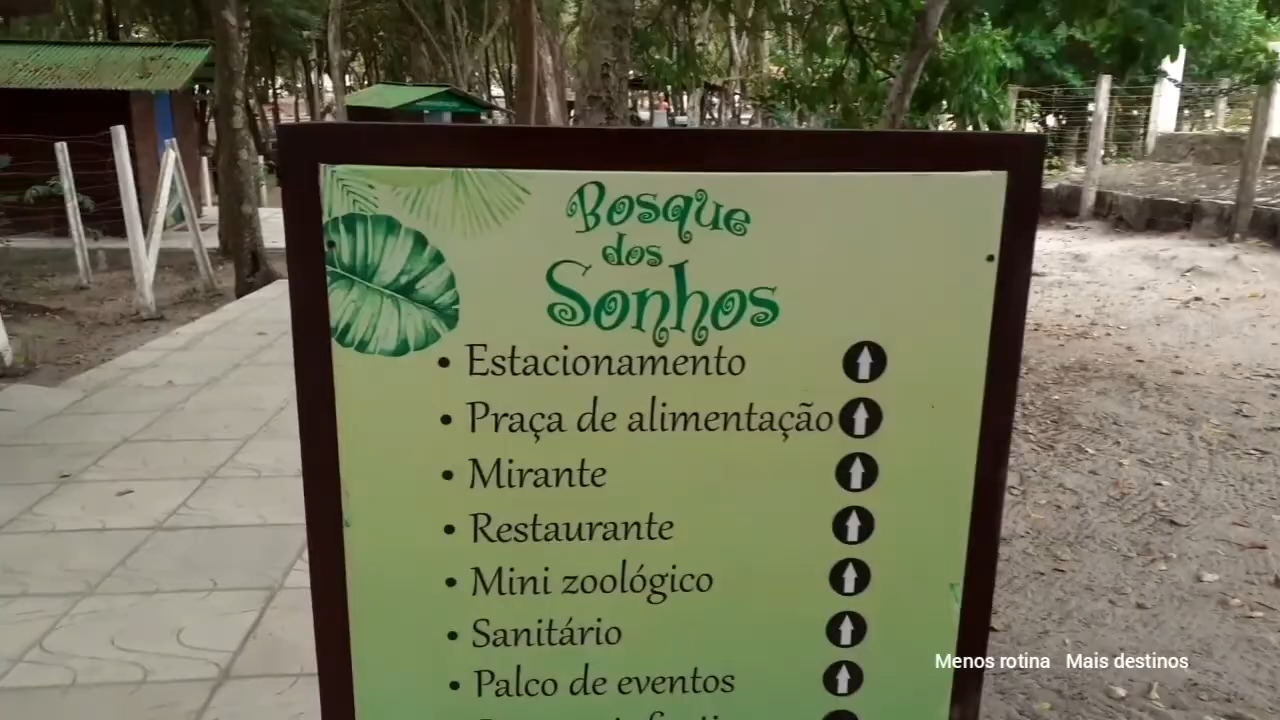 Bosque
dos
Sonhos
• Estacionamento
• Praça de alimentação
• Mirante
• Restaurante
• Mini zoológico
• Sanitário
• Palco de eventos
Menos rotina Mais destinos